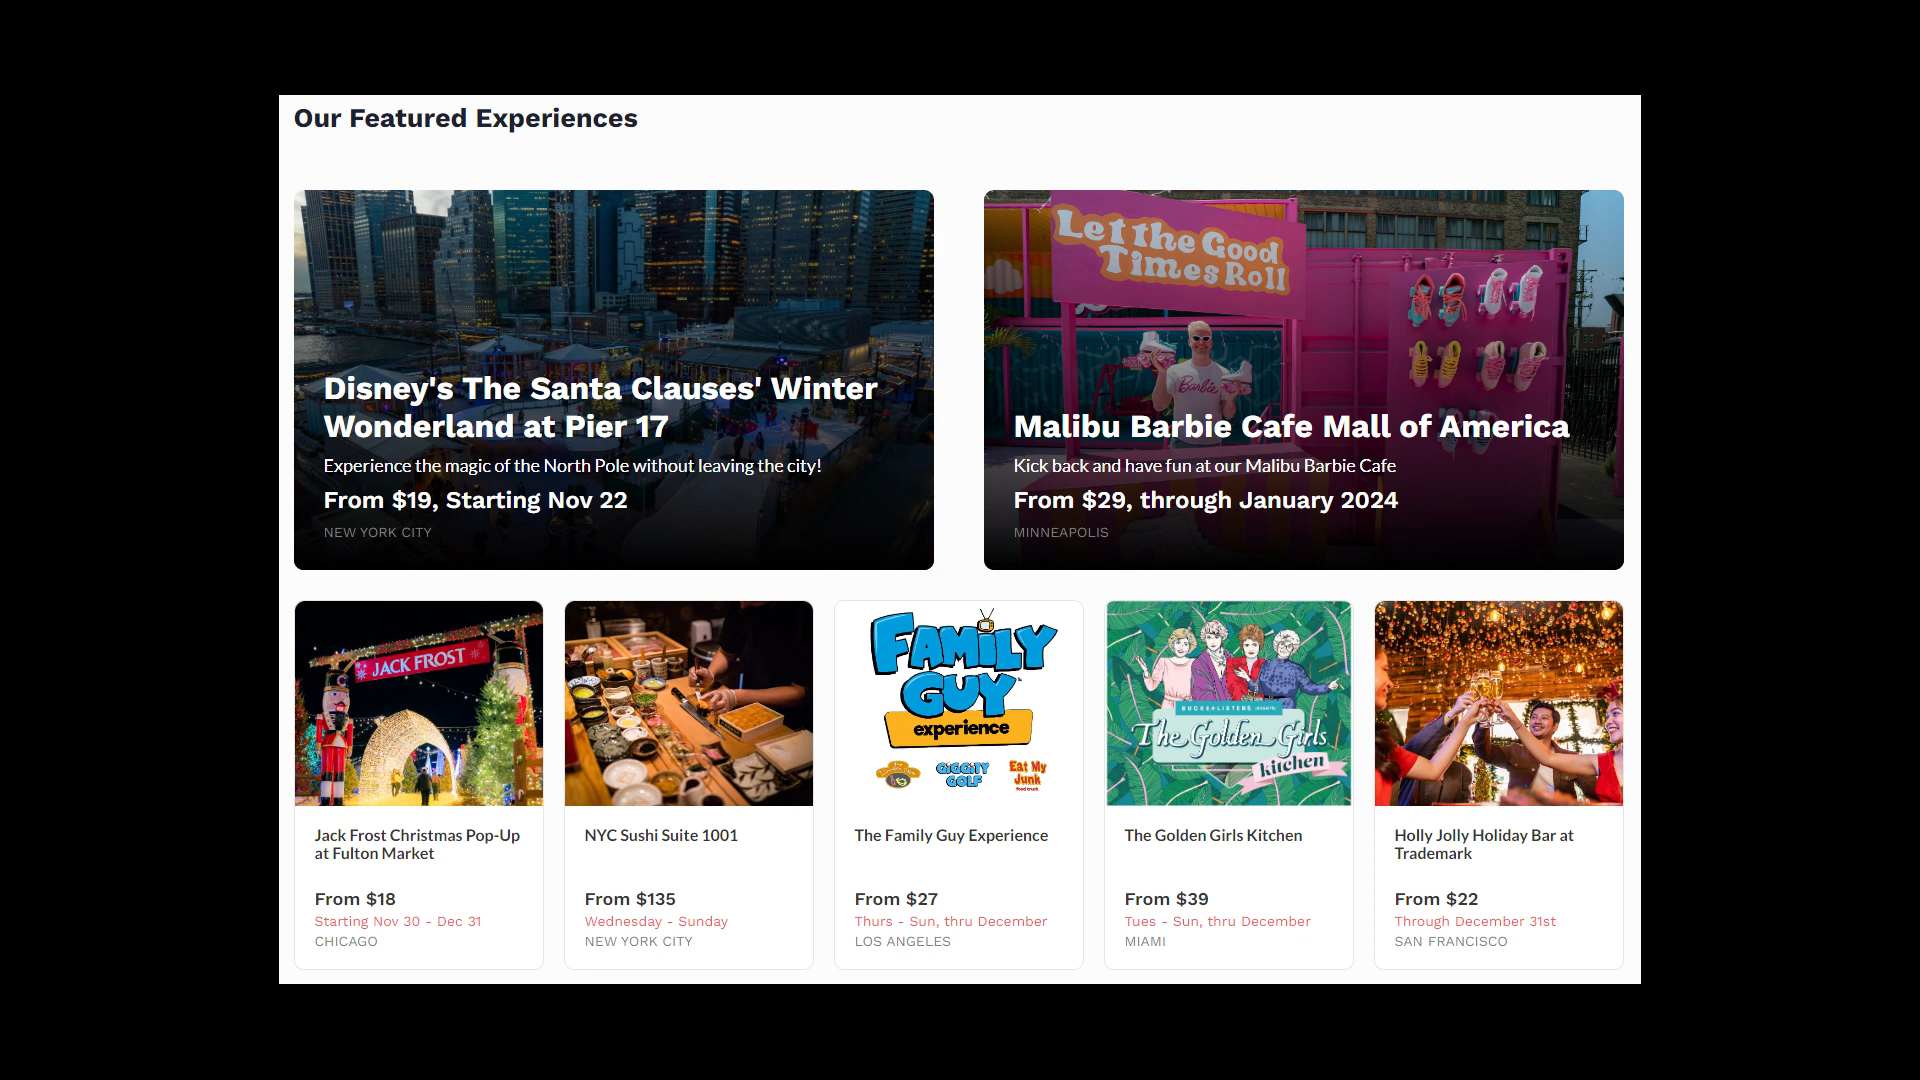 Our Featured Experiences
Let the Good
Times Roll
Barbie
Disney's The Santa Clauses' Winter
Wonderland at Pier 17
Experience the magic of the North Pole without leaving the city!
From $19, Starting Nov 22
NEW YORK CITY
Malibu Barbie Cafe Mall of America
Kick back and have fun at our Malibu Barbie Cafe
From $29, through January 2024
MINNEAPOLIS
JACK FROST
Jack Frost Christmas Pop-Up
at Fulton Market
From $18
Starting Nov 30 - Dec 31
CHICAGO
NYC Sushi Suite 1001
From $135
Wednesday - Sunday
NEW YORK CITY
FAMiLY
GUY
experience
GiGGiTY
GOLF
Eat My
Junk
food truck
The Family Guy Experience
From $27
Thurs - Sun, thru December
LOS ANGELES
BUCKETLISTERS presents
The Golden Girls
kitchen
The Golden Girls Kitchen
From $39
Tues - Sun, thru December
MIAMI
Holly Jolly Holiday Bar at
Trademark
From $22
Through December 31st
SAN FRANCISCO